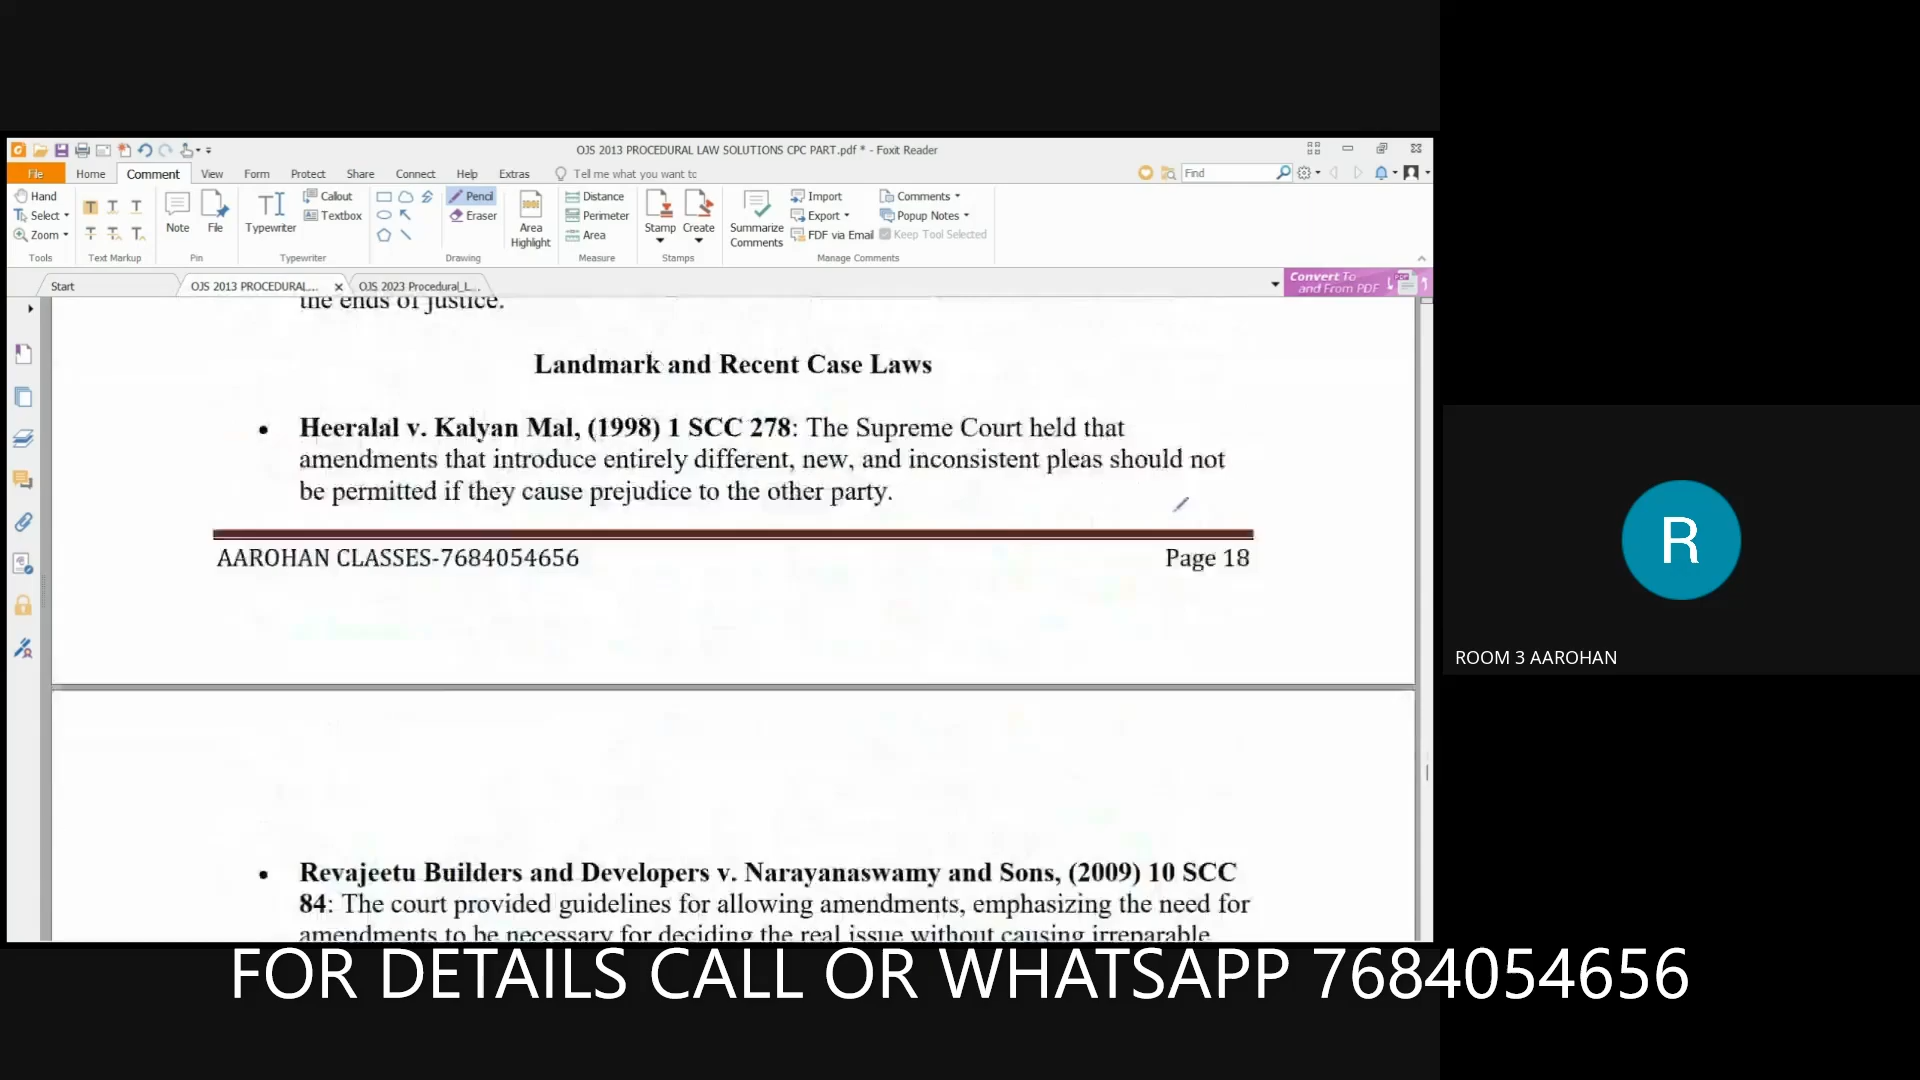 OJS 2013 PROCEDURAL LAW SOLUTIONS CPC PART.pdf * - Foxit Reader
File Home Comment View Form Protect Share Connect Help Extras Tell me what you want to Find
Hand Callout Pencil Distance Import Comments
Select Textbox Eraser Perimeter Export Popup Notes
Zoom Note File Typewriter Area Highlight Area Stamp Create Summarize Comments FDF via Email Keep Tool Selected
Tools Text Markup Pin Typewriter Drawing Measure Stamps Manage Comments
Start OJS 2013 PROCEDURAL... OJS 2023 Procedural_L... Convert To
and From PDF
the ends of justice.
Landmark and Recent Case Laws
• Heeralal v. Kalyan Mal, (1998) 1 SCC 278: The Supreme Court held that
amendments that introduce entirely different, new, and inconsistent pleas should not
be permitted if they cause prejudice to the other party.
AAROHAN CLASSES-7684054656 Page 18
• Revajeetu Builders and Developers v. Narayanaswamy and Sons, (2009) 10 SCC
84: The court provided guidelines for allowing amendments, emphasizing the need for
amendments to be necessary for deciding the real issue without causing irreparable
R
ROOM 3 AAROHAN
FOR DETAILS CALL OR WHATSAPP 7684054656